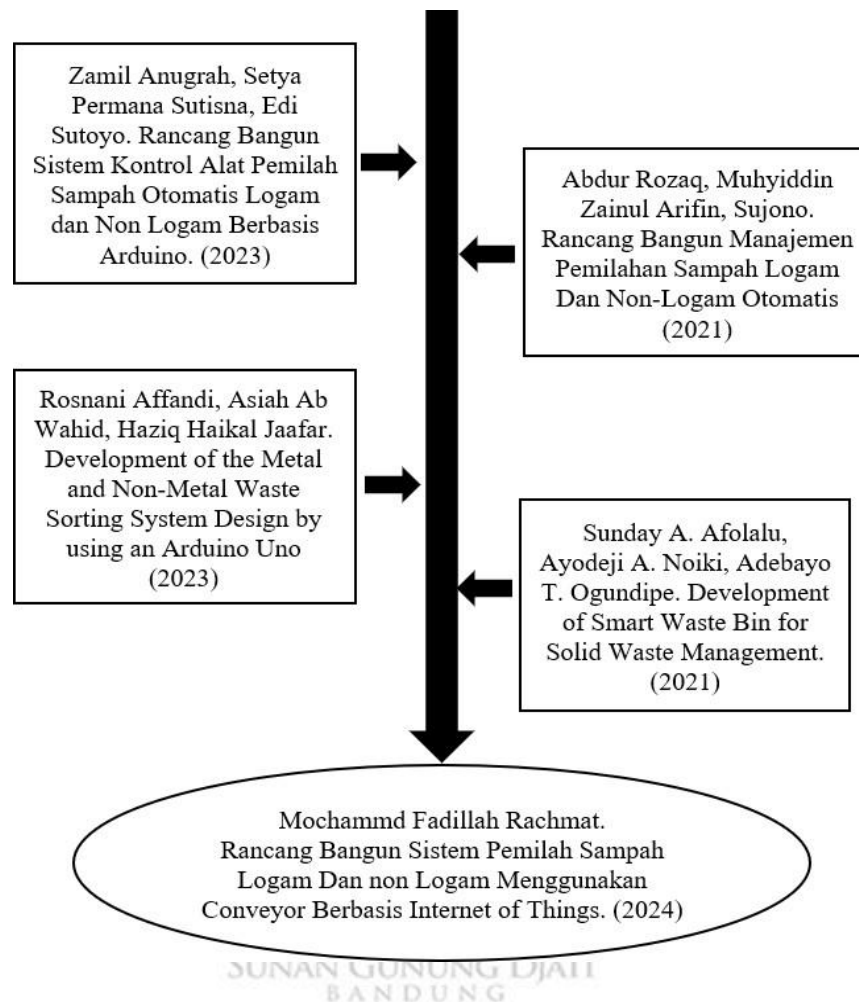 Zamil Anugrah, Setya
Permana Sutisna, Edi
Sutoyo. Rancang Bangun
Sistem Kontrol Alat Pemilah
Sampah Otomatis Logam
dan Non Logam Berbasis
Arduino. (2023)
Abdur Rozaq, Muhyiddin
Zainul Arifin, Sujono.
Rancang Bangun Manajemen
Pemilahan Sampah Logam
Dan Non-Logam Otomatis
(2021)
Rosnani Affandi, Asiah Ab
Wahid, Haziq Haikal Jaafar.
Development of the Metal
and Non-Metal Waste
Sorting System Design by
using an Arduino Uno
(2023)
Sunday A. Afolalu,
Ayodeji A. Noiki, Adebayo
T. Ogundipe. Development
of Smart Waste Bin for
Solid Waste Management.
(2021)
Mochammd Fadillah Rachmat.
Rancang Bangun Sistem Pemilah Sampah
Logam Dan non Logam Menggunakan
Conveyor Berbasis Internet of Things. (2024)
SUNAN GUNUNG DJATI
BANDUNG